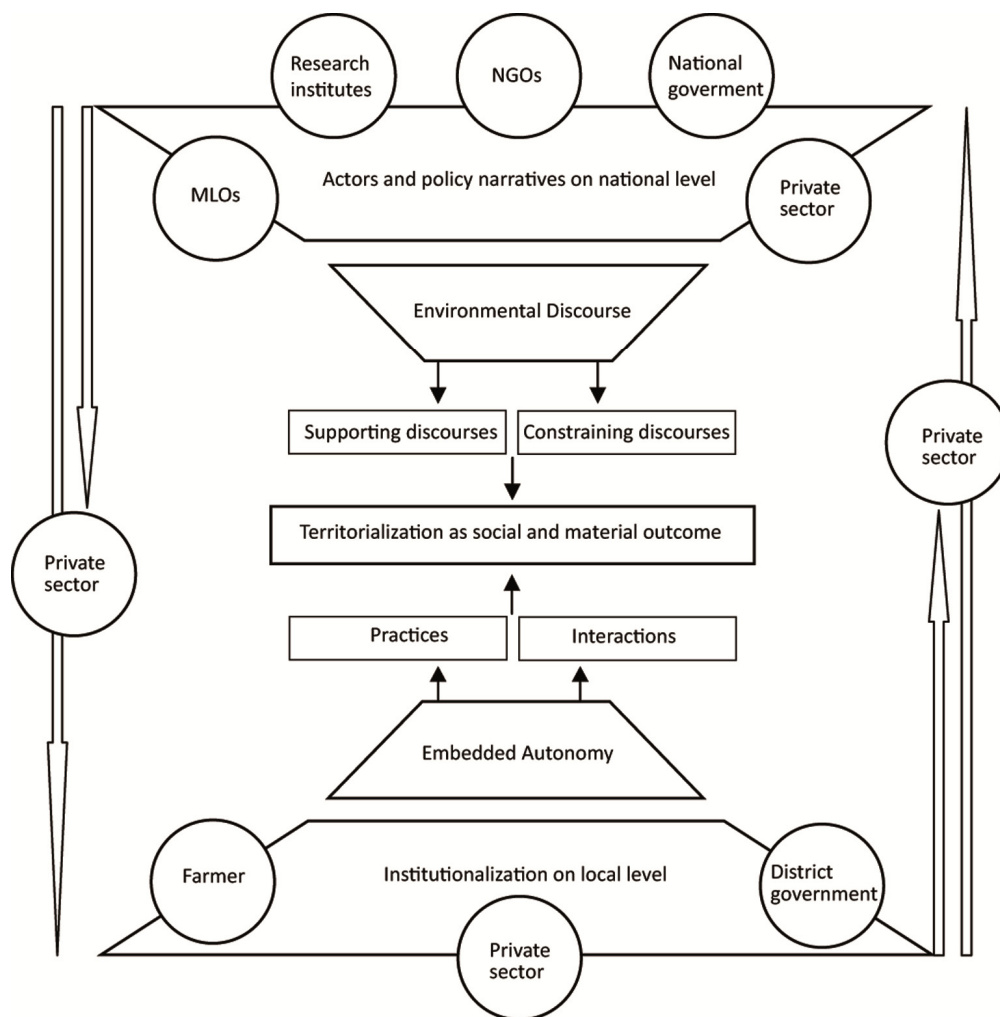 Research
institutes
NGOs
National
goverment
MLOs
Actors and policy narratives on national level
Private
sector
Environmental Discourse
Supporting discourses
Constraining discourses
Private
sector
Territorialization as social and material outcome
Private
sector
Practices
Interactions
Embedded Autonomy
Farmer
Institutionalization on local level
District
government
Private
sector